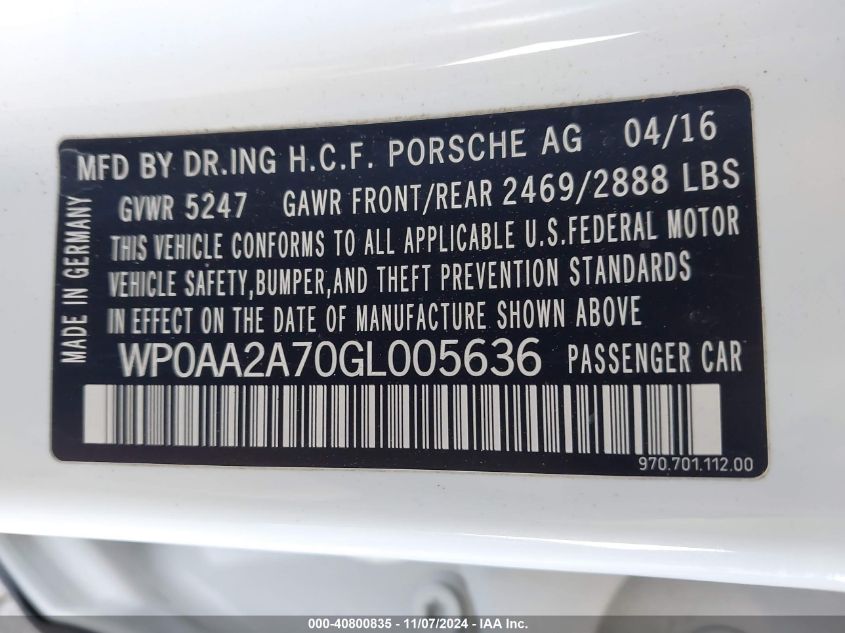 MFD BY DR.ING H.C.F. PORSCHE AG 04/16
GVWR 5247 GAWR FRONT/REAR 2469/2888 LBS
THIS VEHICLE CONFORMS TO ALL APPLICABLE U.S.FEDERAL MOTOR
VEHICLE SAFETY,BUMPER,AND THEFT PREVENTION STANDARDS
IN EFFECT ON THE DATE OF MANUFACTURE SHOWN ABOVE
MADE IN GERMANY
WP0AA2A70GL005636 PASSENGER CAR
970.701.112.00
000-40800835 - 11/07/2024 - IAA Inc.